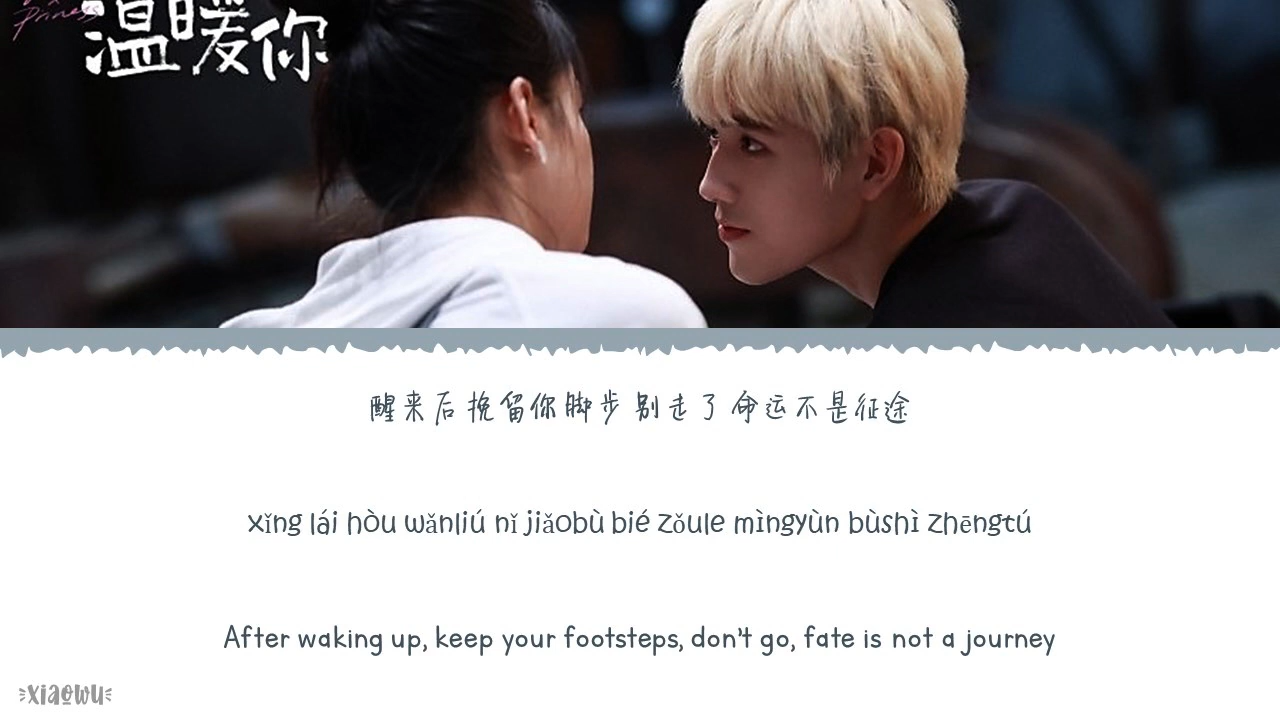 Princess
温暖你
醒来后挽留你脚步 别走了 命运不是征途
xǐng lái hòu wǎnliú nǐ jiǎobù bié zǒule mìngyùn bùshì zhēngtú
After waking up, keep your footsteps, don't go, fate is not a journey
xiaowu